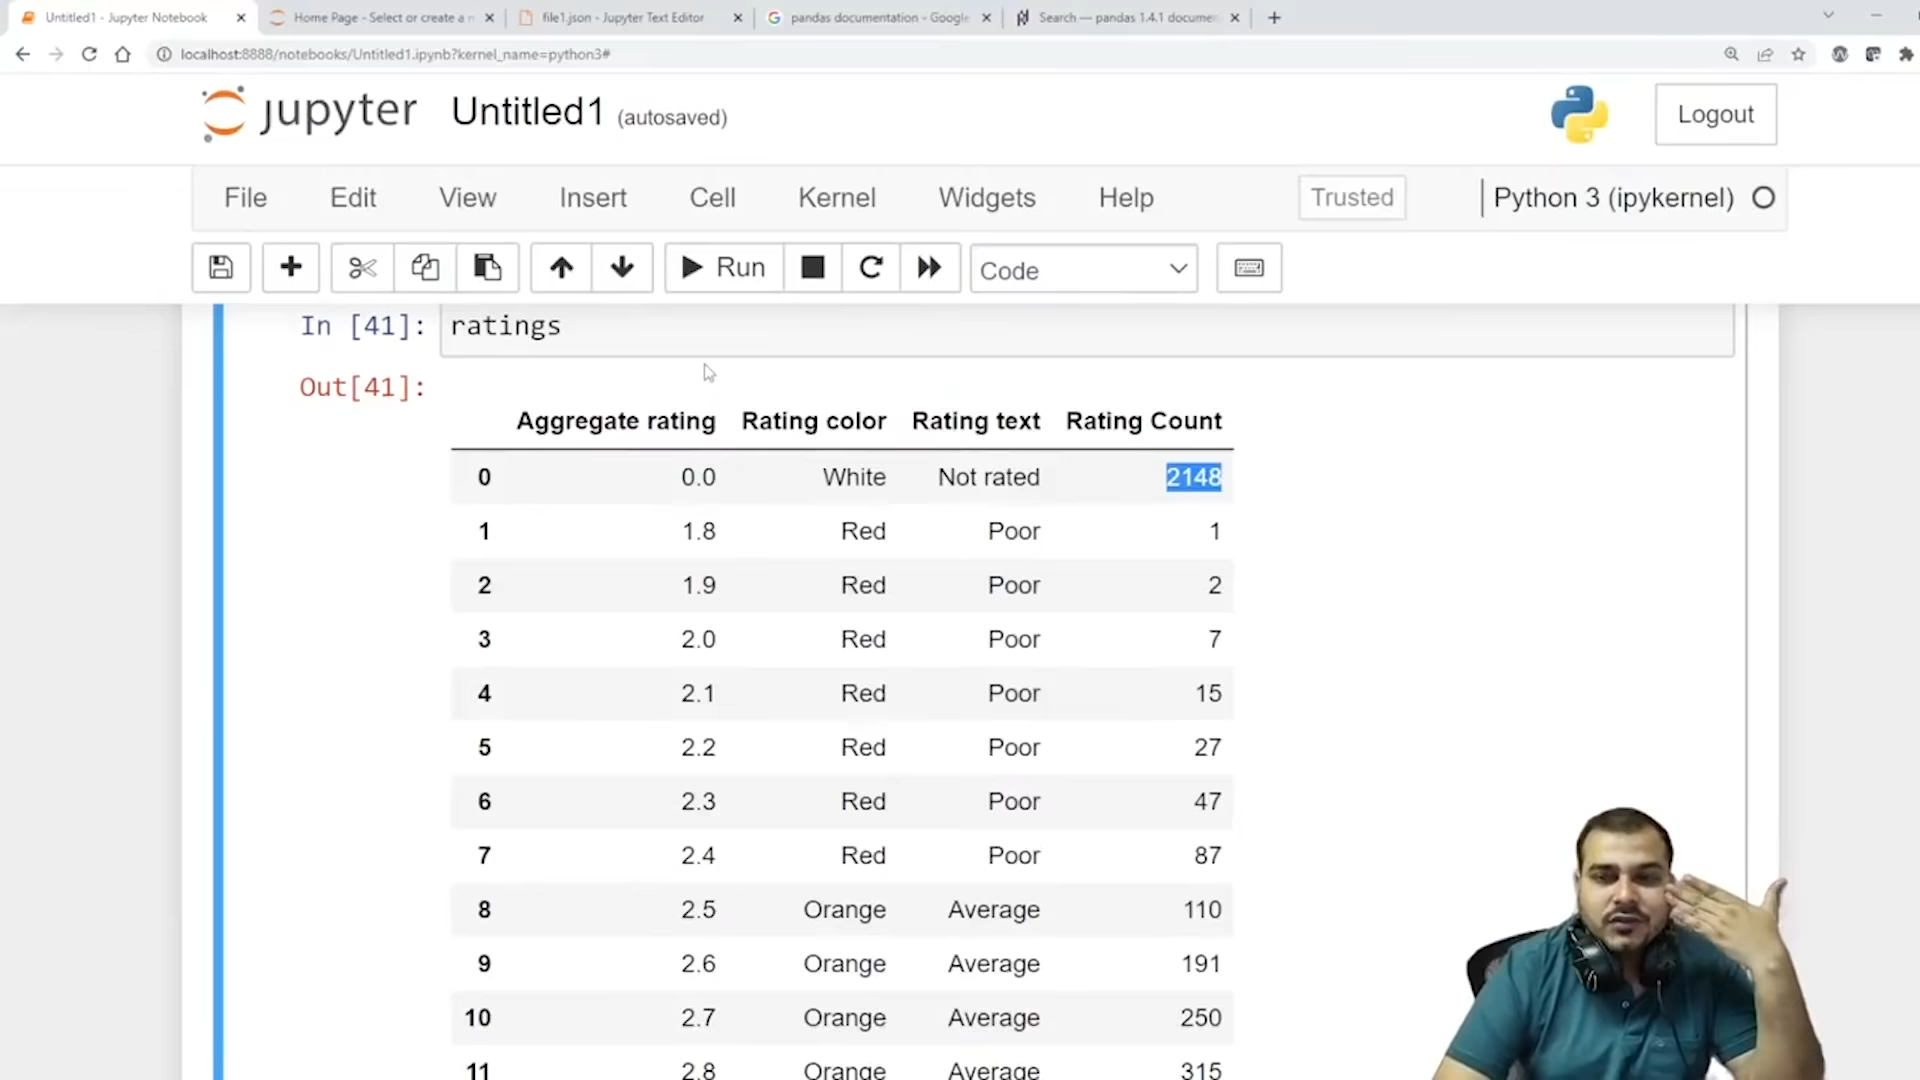 Untitled1 - Jupyter Notebook Home Page - Select or create a n file1.json - Jupyter Text Editor pandas documentation - Google Search — pandas 1.4.1 documen
localhost:8888/notebooks/Untitled1.ipynb?kernel_name=python3#
jupyter Untitled1 (autosaved) Logout
File Edit View Insert Cell Kernel Widgets Help Trusted Python 3 (ipykernel)
Run Code
In [41]: ratings
Out[41]:
Aggregate rating Rating color Rating text Rating Count
0 0.0 White Not rated 2148
1 1.8 Red Poor 1
2 1.9 Red Poor 2
3 2.0 Red Poor 7
4 2.1 Red Poor 15
5 2.2 Red Poor 27
6 2.3 Red Poor 47
7 2.4 Red Poor 87
8 2.5 Orange Average 110
9 2.6 Orange Average 191
10 2.7 Orange Average 250
11 2.8 Orange Average 315